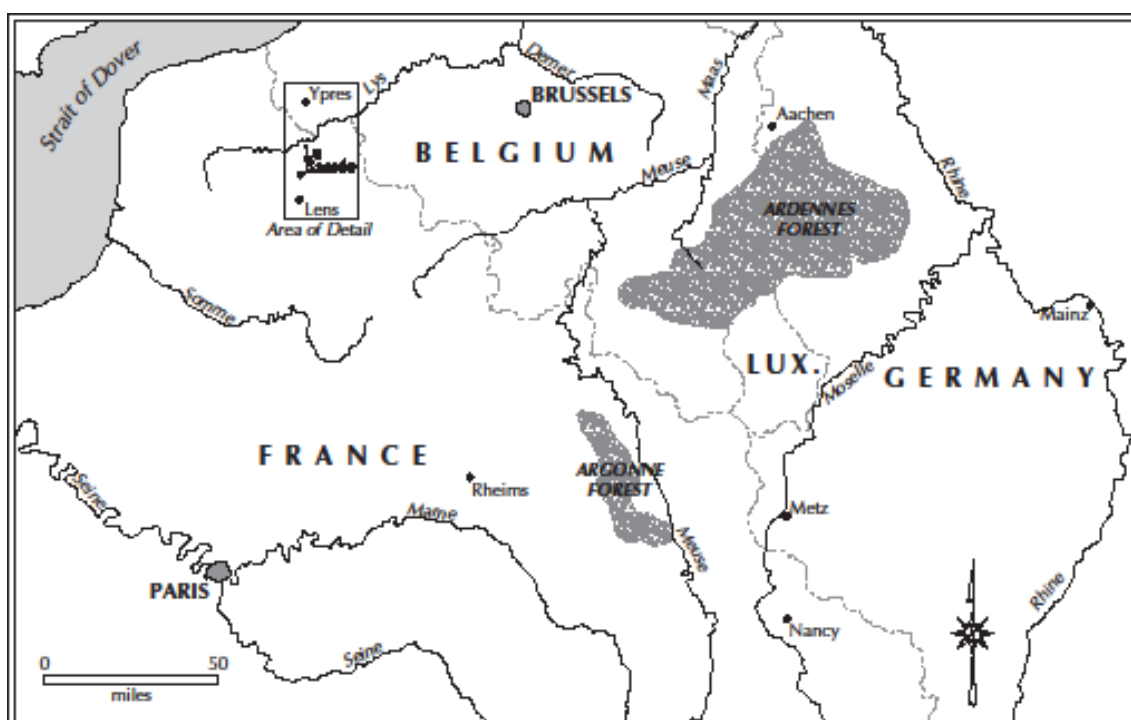 Strait of Dover
Ypres
Lys
Demer
BRUSSELS
Maas
Aachen
BELGIUM
La
Bassée
Meuse
Rhine
Lens
Area of Detail
ARDENNES
FOREST
Somme
Mainz
LUX.
Moselle
GERMANY
FRANCE
Seine
Rheims
ARGONNE
FOREST
Marne
Metz
Meuse
PARIS
Rhine
Nancy
Seine
0 50
miles